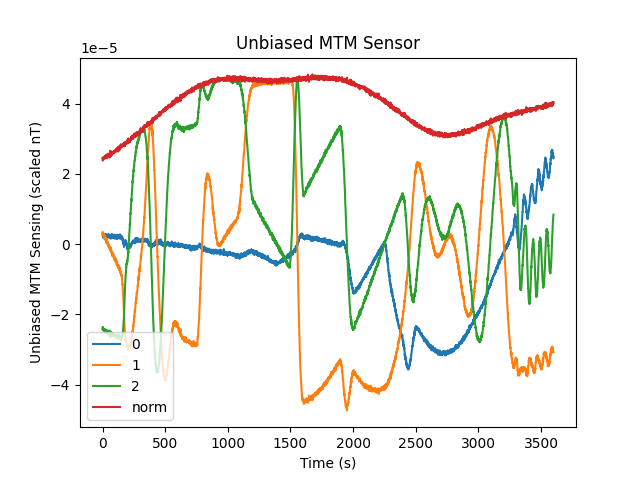 Unbiased MTM Sensor
1e−5
Unbiased MTM Sensing (scaled nT)
4
2
0
−2
−4
0
1
2
norm
0 500 1000 1500 2000 2500 3000 3500
Time (s)